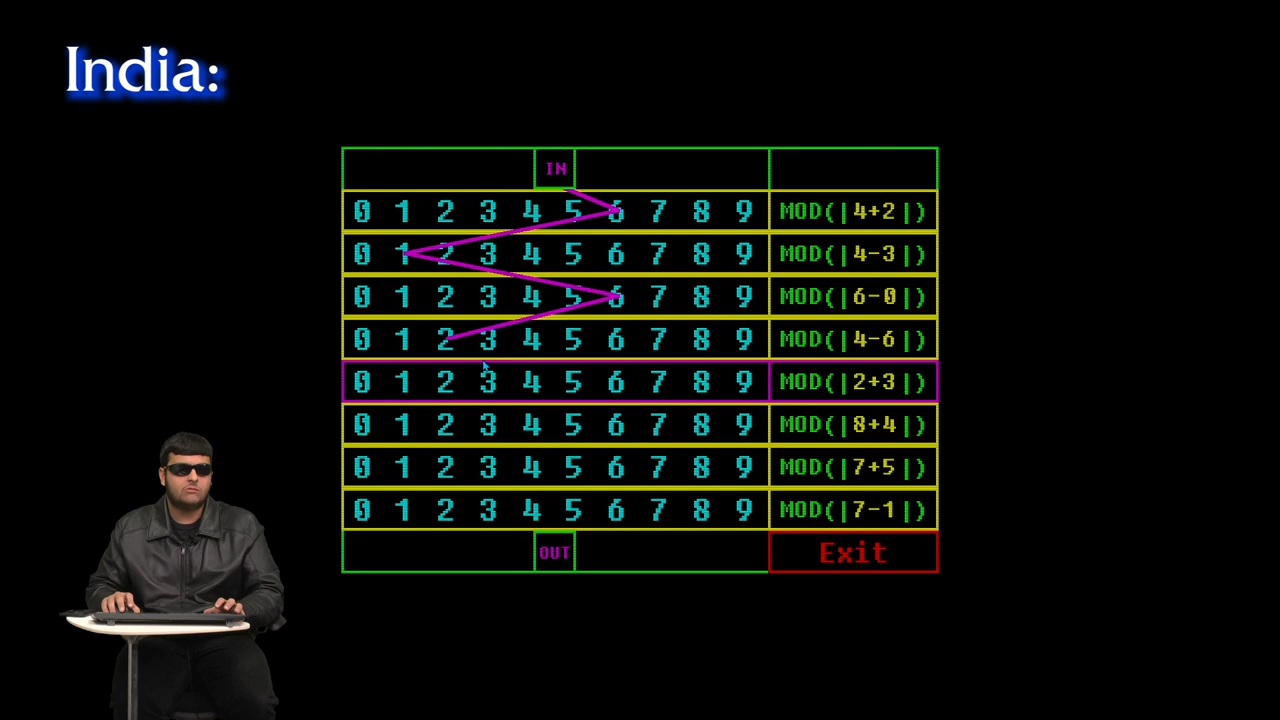 India:
IN
0 1 2 3 4 5 6 7 8 9 MOD(|4+2|)
0 1 2 3 4 5 6 7 8 9 MOD(|4-3|)
0 1 2 3 4 5 6 7 8 9 MOD(|6-0|)
0 1 2 3 4 5 6 7 8 9 MOD(|4-6|)
0 1 2 3 4 5 6 7 8 9 MOD(|2+3|)
0 1 2 3 4 5 6 7 8 9 MOD(|8+4|)
0 1 2 3 4 5 6 7 8 9 MOD(|7+5|)
0 1 2 3 4 5 6 7 8 9 MOD(|7-1|)
OUT Exit